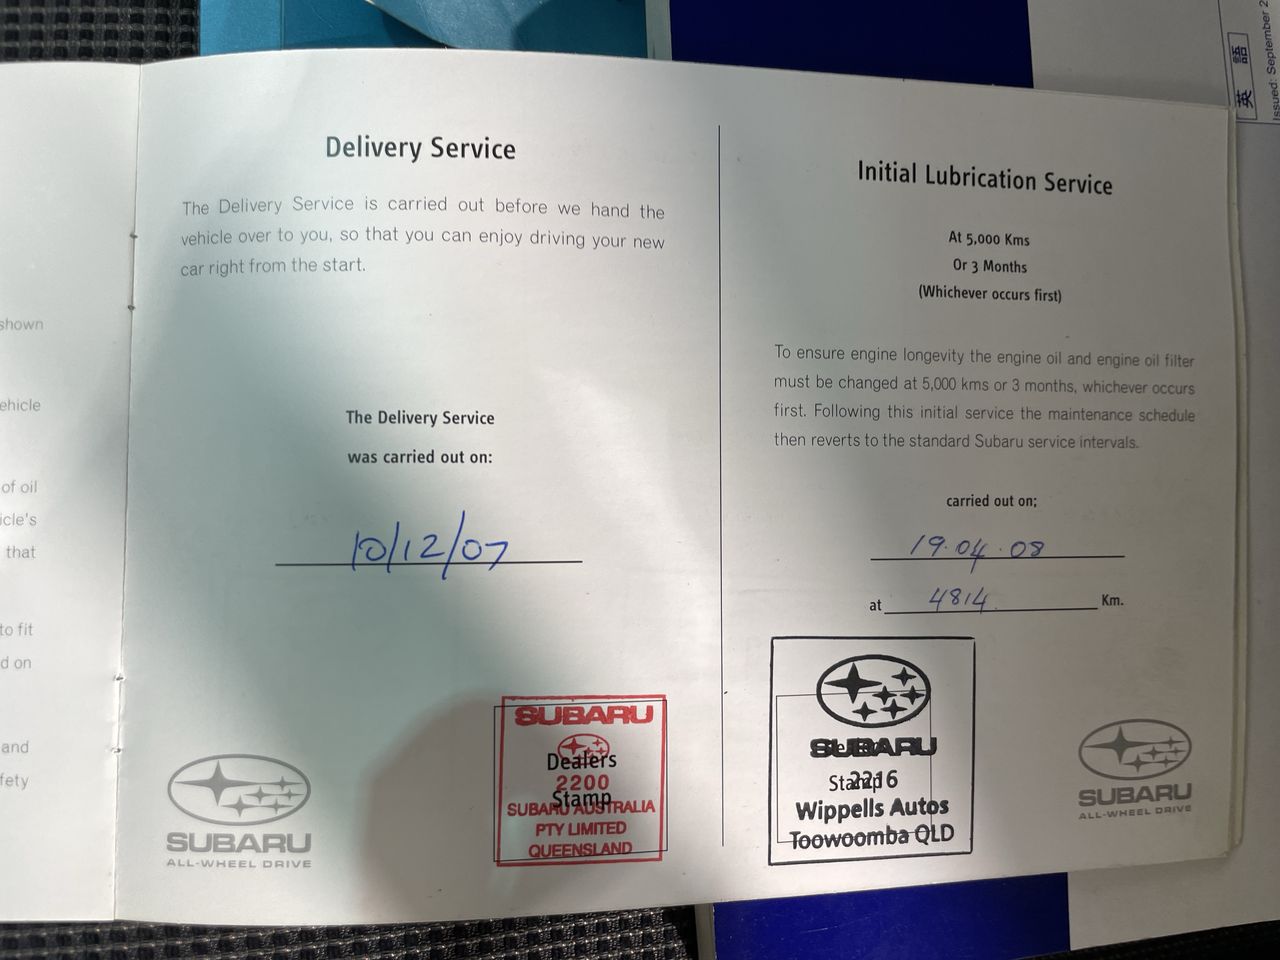 shown
ehicle
of oil
icle's
that
to fit
d on
and
fety
Delivery Service
The Delivery Service is carried out before we hand the
vehicle over to you, so that you can enjoy driving your new
car right from the start.
The Delivery Service
was carried out on:
10/12/07
SUBARU
ALL-WHEEL DRIVE
SUBARU
Dealers
2200
Stamp
SUBARU AUSTRALIA
PTY LIMITED
QUEENSLAND
Initial Lubrication Service
At 5,000 Kms
Or 3 Months
(Whichever occurs first)
To ensure engine longevity the engine oil and engine oil filter
must be changed at 5,000 kms or 3 months, whichever occurs
first. Following this initial service the maintenance schedule
then reverts to the standard Subaru service intervals.
carried out on:
19.04.08
at 4814 Km.
SUBARU
Stamp
2216
Wippells Autos
Toowoomba QLD
SUBARU
ALL-WHEEL DRIVE
英語
Issued: September